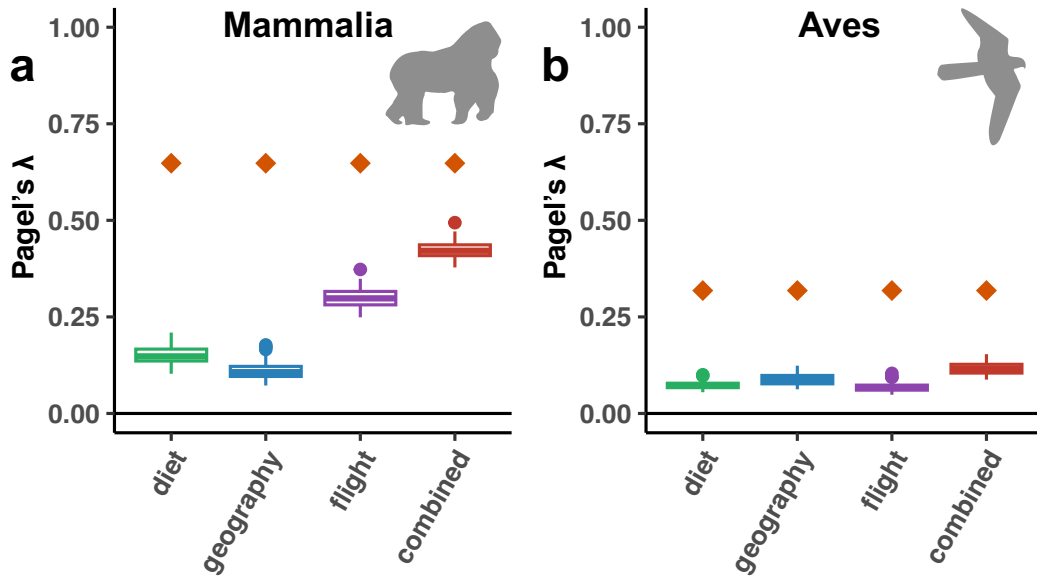 a
Mammalia
Pagel's λ
1.00
0.75
0.50
0.25
0.00
diet
geography
flight
combined
b
Aves
Pagel's λ
1.00
0.75
0.50
0.25
0.00
diet
geography
flight
combined